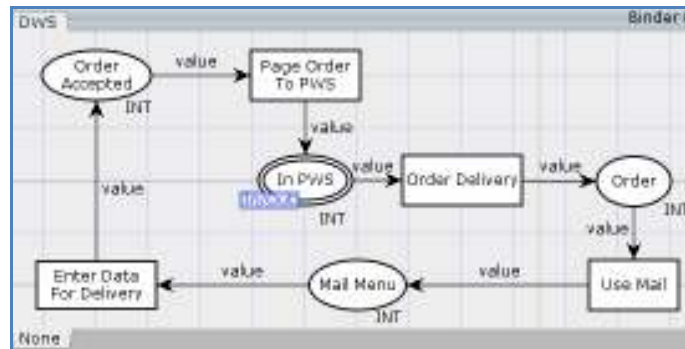 DWS
Binder
Order
Accepted
value
Page Order
To PWS
INT
value
value
In PWS
value
Order Delivery
value
Order
INT
INT
value
Enter Data
For Delivery
value
Mail Menu
value
Use Mail
INT
None